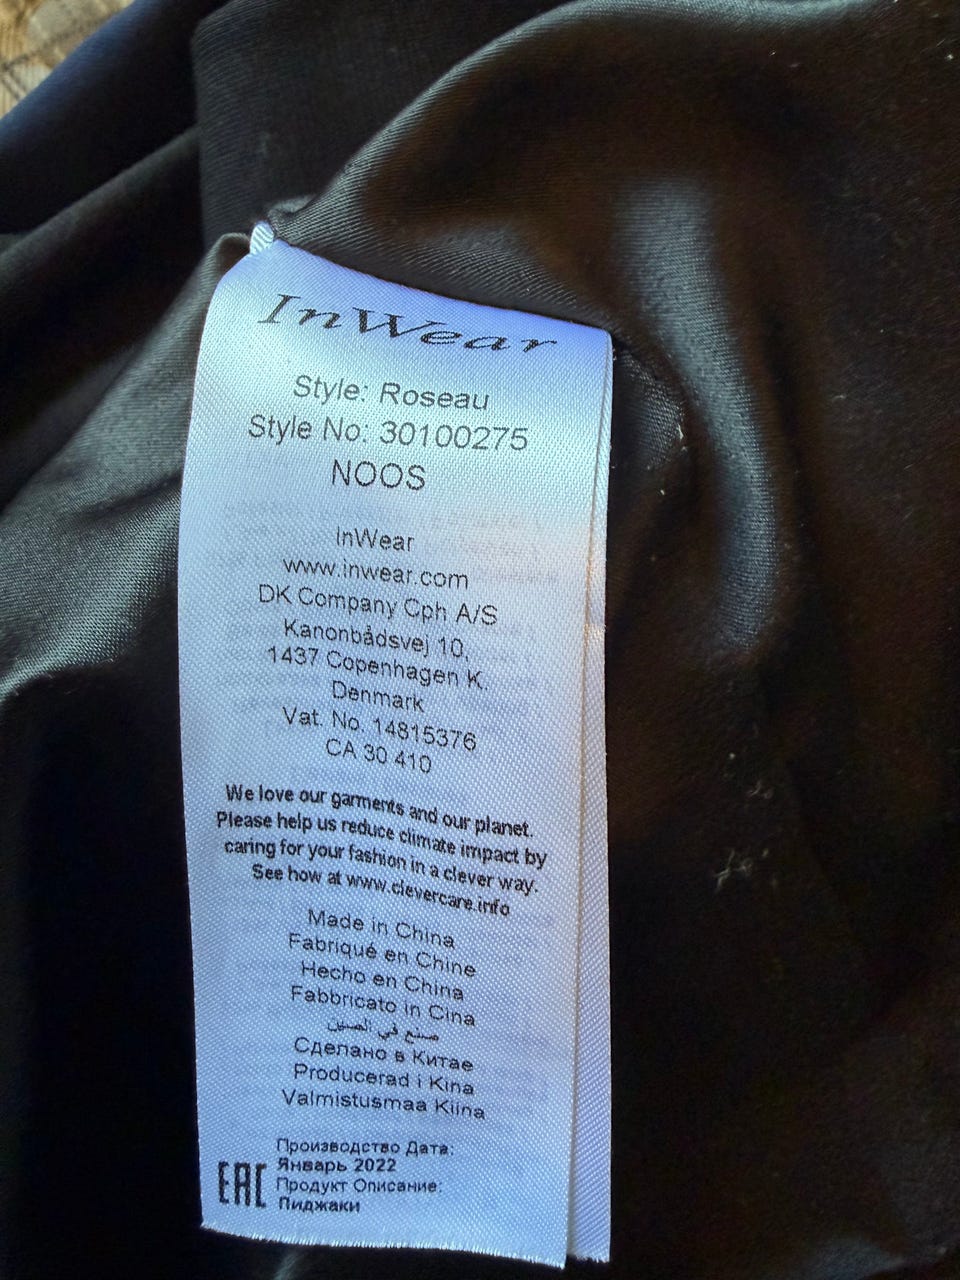 InWear
Style: Roseau
Style No: 30100275
NOOS
InWear
www.inwear.com
DK Company Cph A/S
Kanonbådsvej 10,
1437 Copenhagen K.
Denmark
Vat. No. 14815376
CA 30 410
We love our garments and our planet.
Please help us reduce climate impact by
caring for your fashion in a clever way.
See how at www.clevercare.info
Made in China
Fabriqué en Chine
Hecho en China
Fabbricato in Cina
صنع في الصين
Сделано в Китае
Producerad i Kina
Valmistusmaa Kiina
Производство Дата:
Январь 2022
EAC Продукт Описание:
Пиджаки